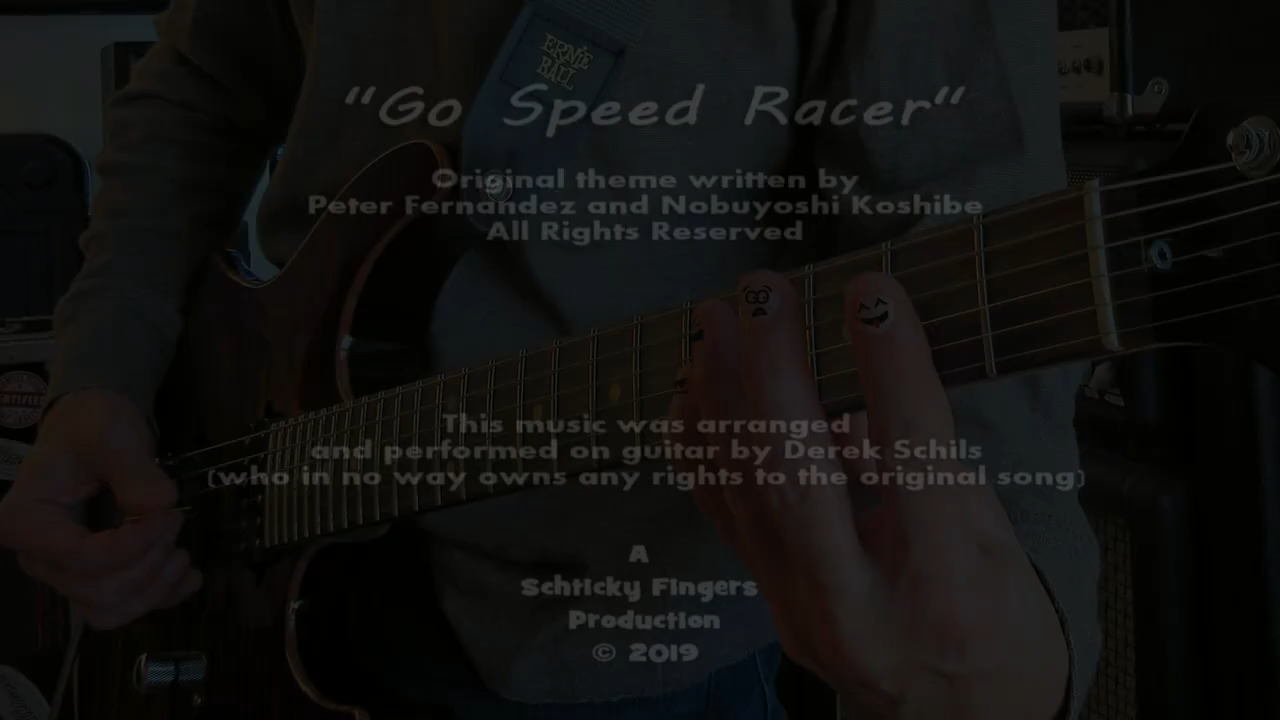 ERNIE
BALL
"Go Speed Racer"
Original theme written by
Peter Fernandez and Nobuyoshi Koshibe
All Rights Reserved
CERTIFIED
This music was arranged
and performed on guitar by Derek Schils
(who in no way owns any rights to the original song)
A
Schticky Fingers
Production
© 2019